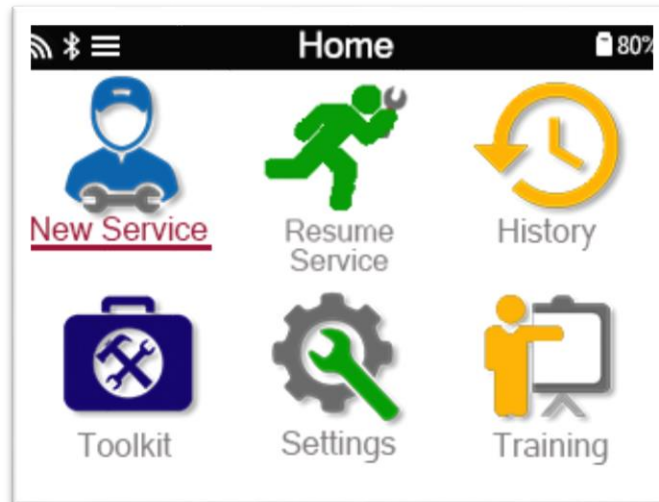 Home
80%
New Service
Resume
Service
History
Toolkit
Settings
Training